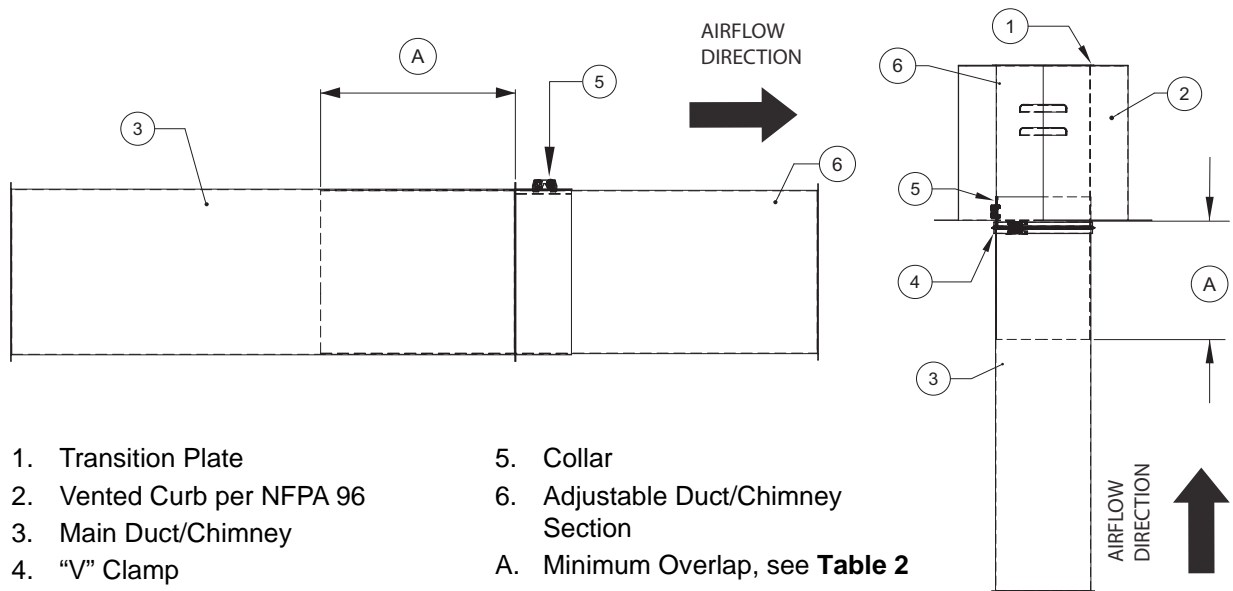 A
5
3
6
AIRFLOW
DIRECTION
1
6
2
5
4
A
3
AIRFLOW
DIRECTION
1. Transition Plate
2. Vented Curb per NFPA 96
3. Main Duct/Chimney
4. “V” Clamp
5. Collar
6. Adjustable Duct/Chimney
Section
A. Minimum Overlap, see Table 2